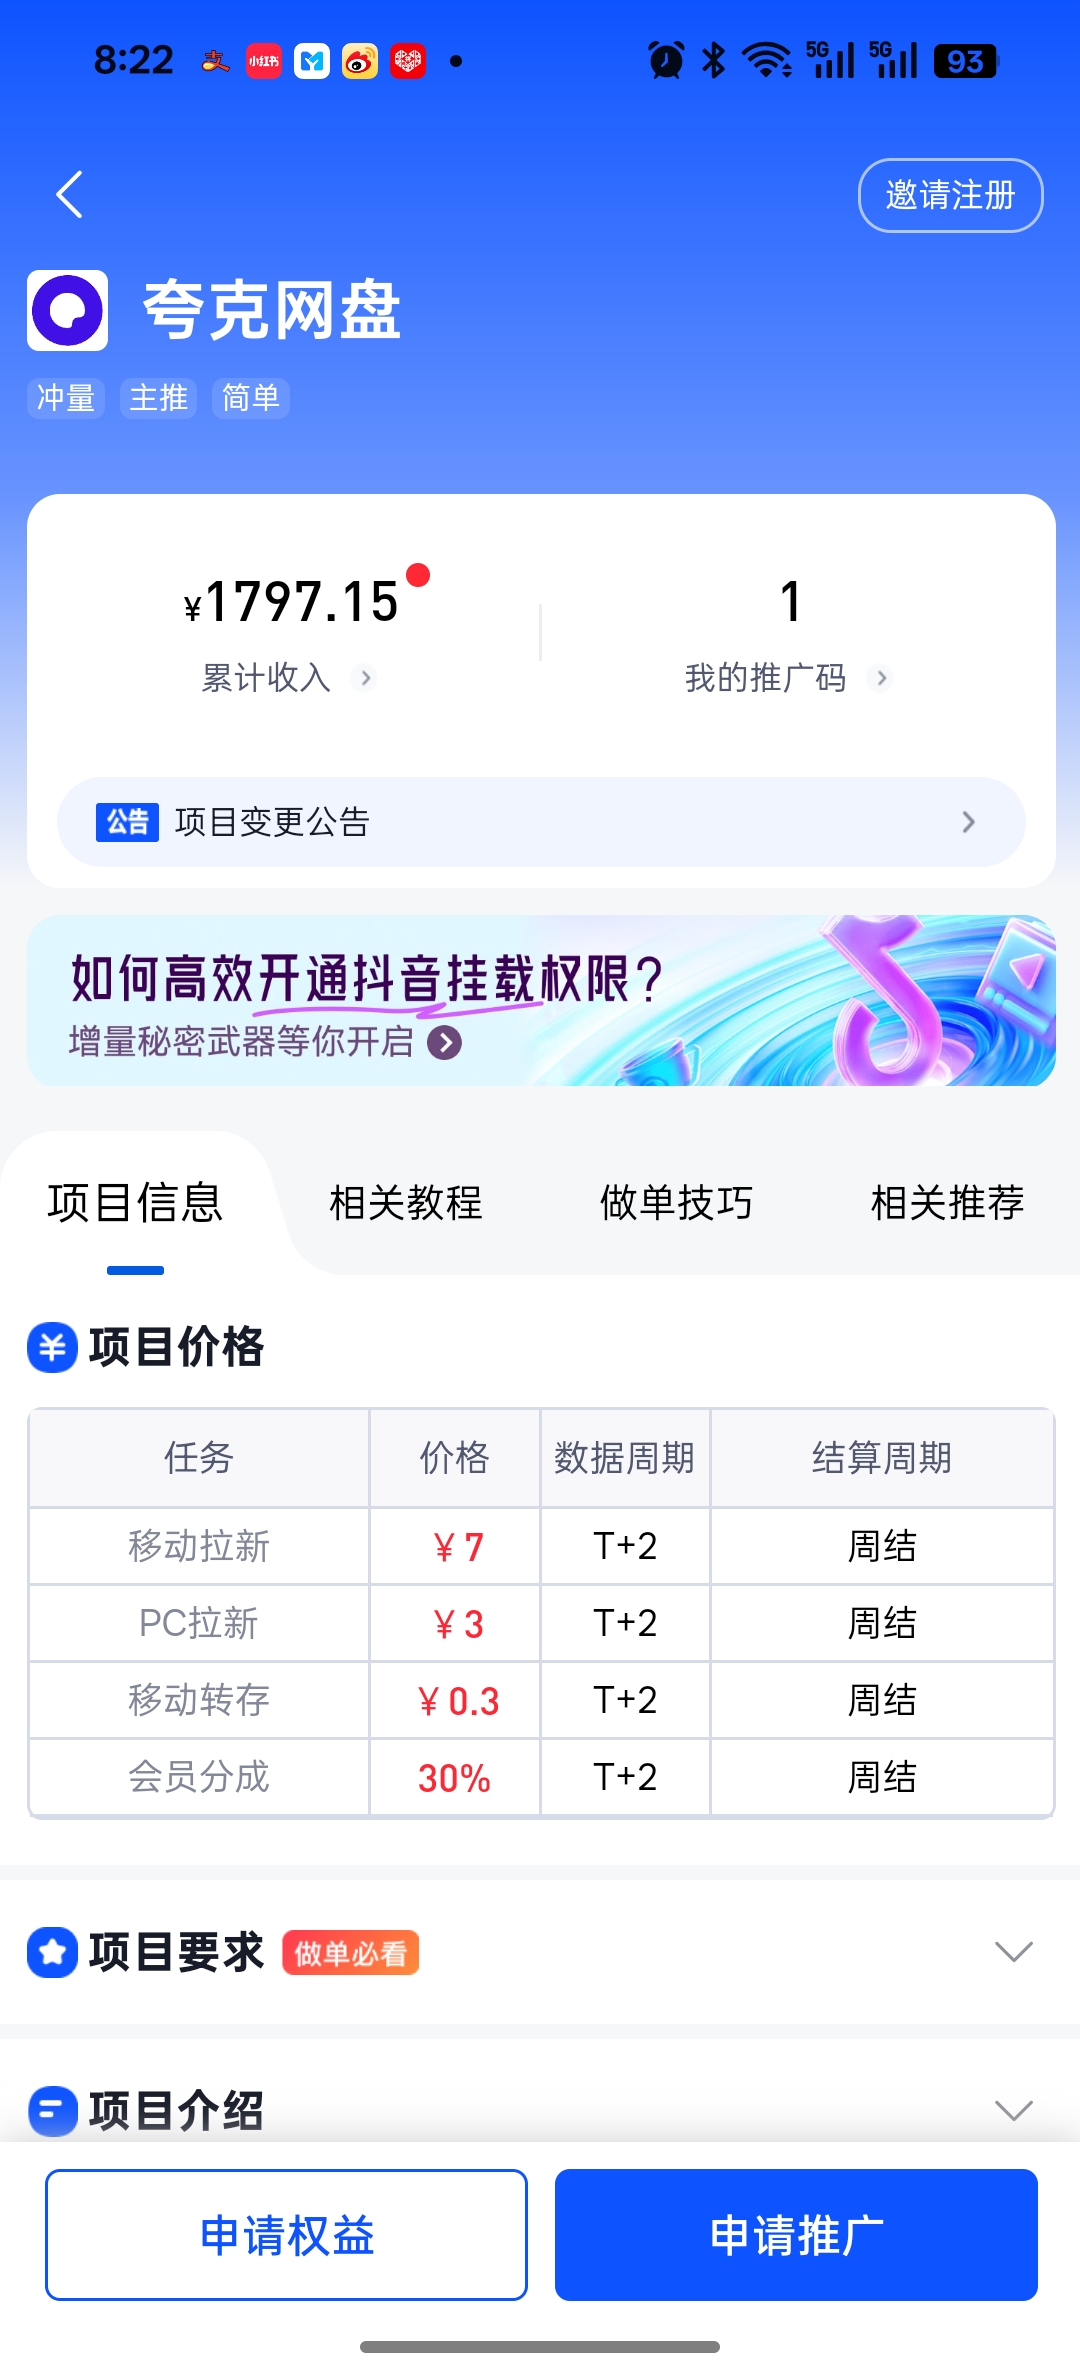 8:22
小红书
5G
5G
93
邀请注册
夸克网盘
冲量 主推 简单
¥1797.15
1
累计收入
我的推广码
公告 项目变更公告
如何高效开通抖音挂载权限?
增量秘密武器等你开启
项目信息 相关教程 做单技巧 相关推荐
项目价格
任务 价格 数据周期 结算周期
移动拉新 ¥7 T+2 周结
PC拉新 ¥3 T+2 周结
移动转存 ¥0.3 T+2 周结
会员分成 30% T+2 周结
项目要求 做单必看
项目介绍
申请权益
申请推广